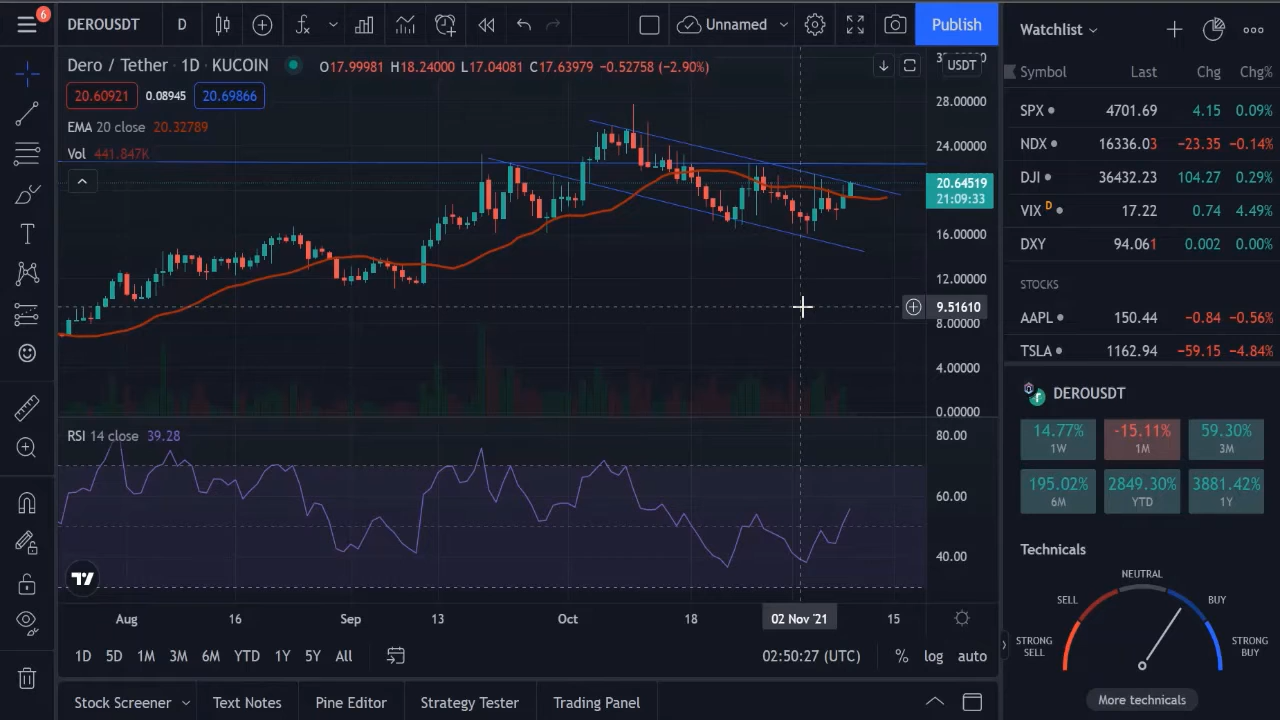 6
DEROUSDT D Unnamed Publish
Dero / Tether · 1D · KUCOIN O17.99981 H18.24000 L17.04081 C17.63979 −0.52758 (−2.90%)
20.60921 0.08945 20.69866
EMA 20 close 20.32789
Vol 441.847K
USDT
28.00000
24.00000
20.64519
21:09:33
16.00000
12.00000
9.51610
8.00000
4.00000
0.00000
RSI 14 close 39.28
80.00
60.00
40.00
Aug 16 Sep 13 Oct 18 02 Nov '21 15
1D 5D 1M 3M 6M YTD 1Y 5Y All 02:50:27 (UTC) % log auto
Stock Screener Text Notes Pine Editor Strategy Tester Trading Panel
Watchlist
Symbol Last Chg Chg%
SPX 4701.69 4.15 0.09%
NDX 16336.03 −23.35 −0.14%
DJI 36432.23 104.27 0.29%
VIX D 17.22 0.74 4.49%
DXY 94.061 0.002 0.00%
STOCKS
AAPL 150.44 −0.84 −0.56%
TSLA 1162.94 −59.15 −4.84%
DEROUSDT
14.77% -15.11% 59.30%
1W 1M 3M
195.02% 2849.30% 3881.42%
6M YTD 1Y
Technicals
NEUTRAL
SELL BUY
STRONG SELL STRONG BUY
More technicals